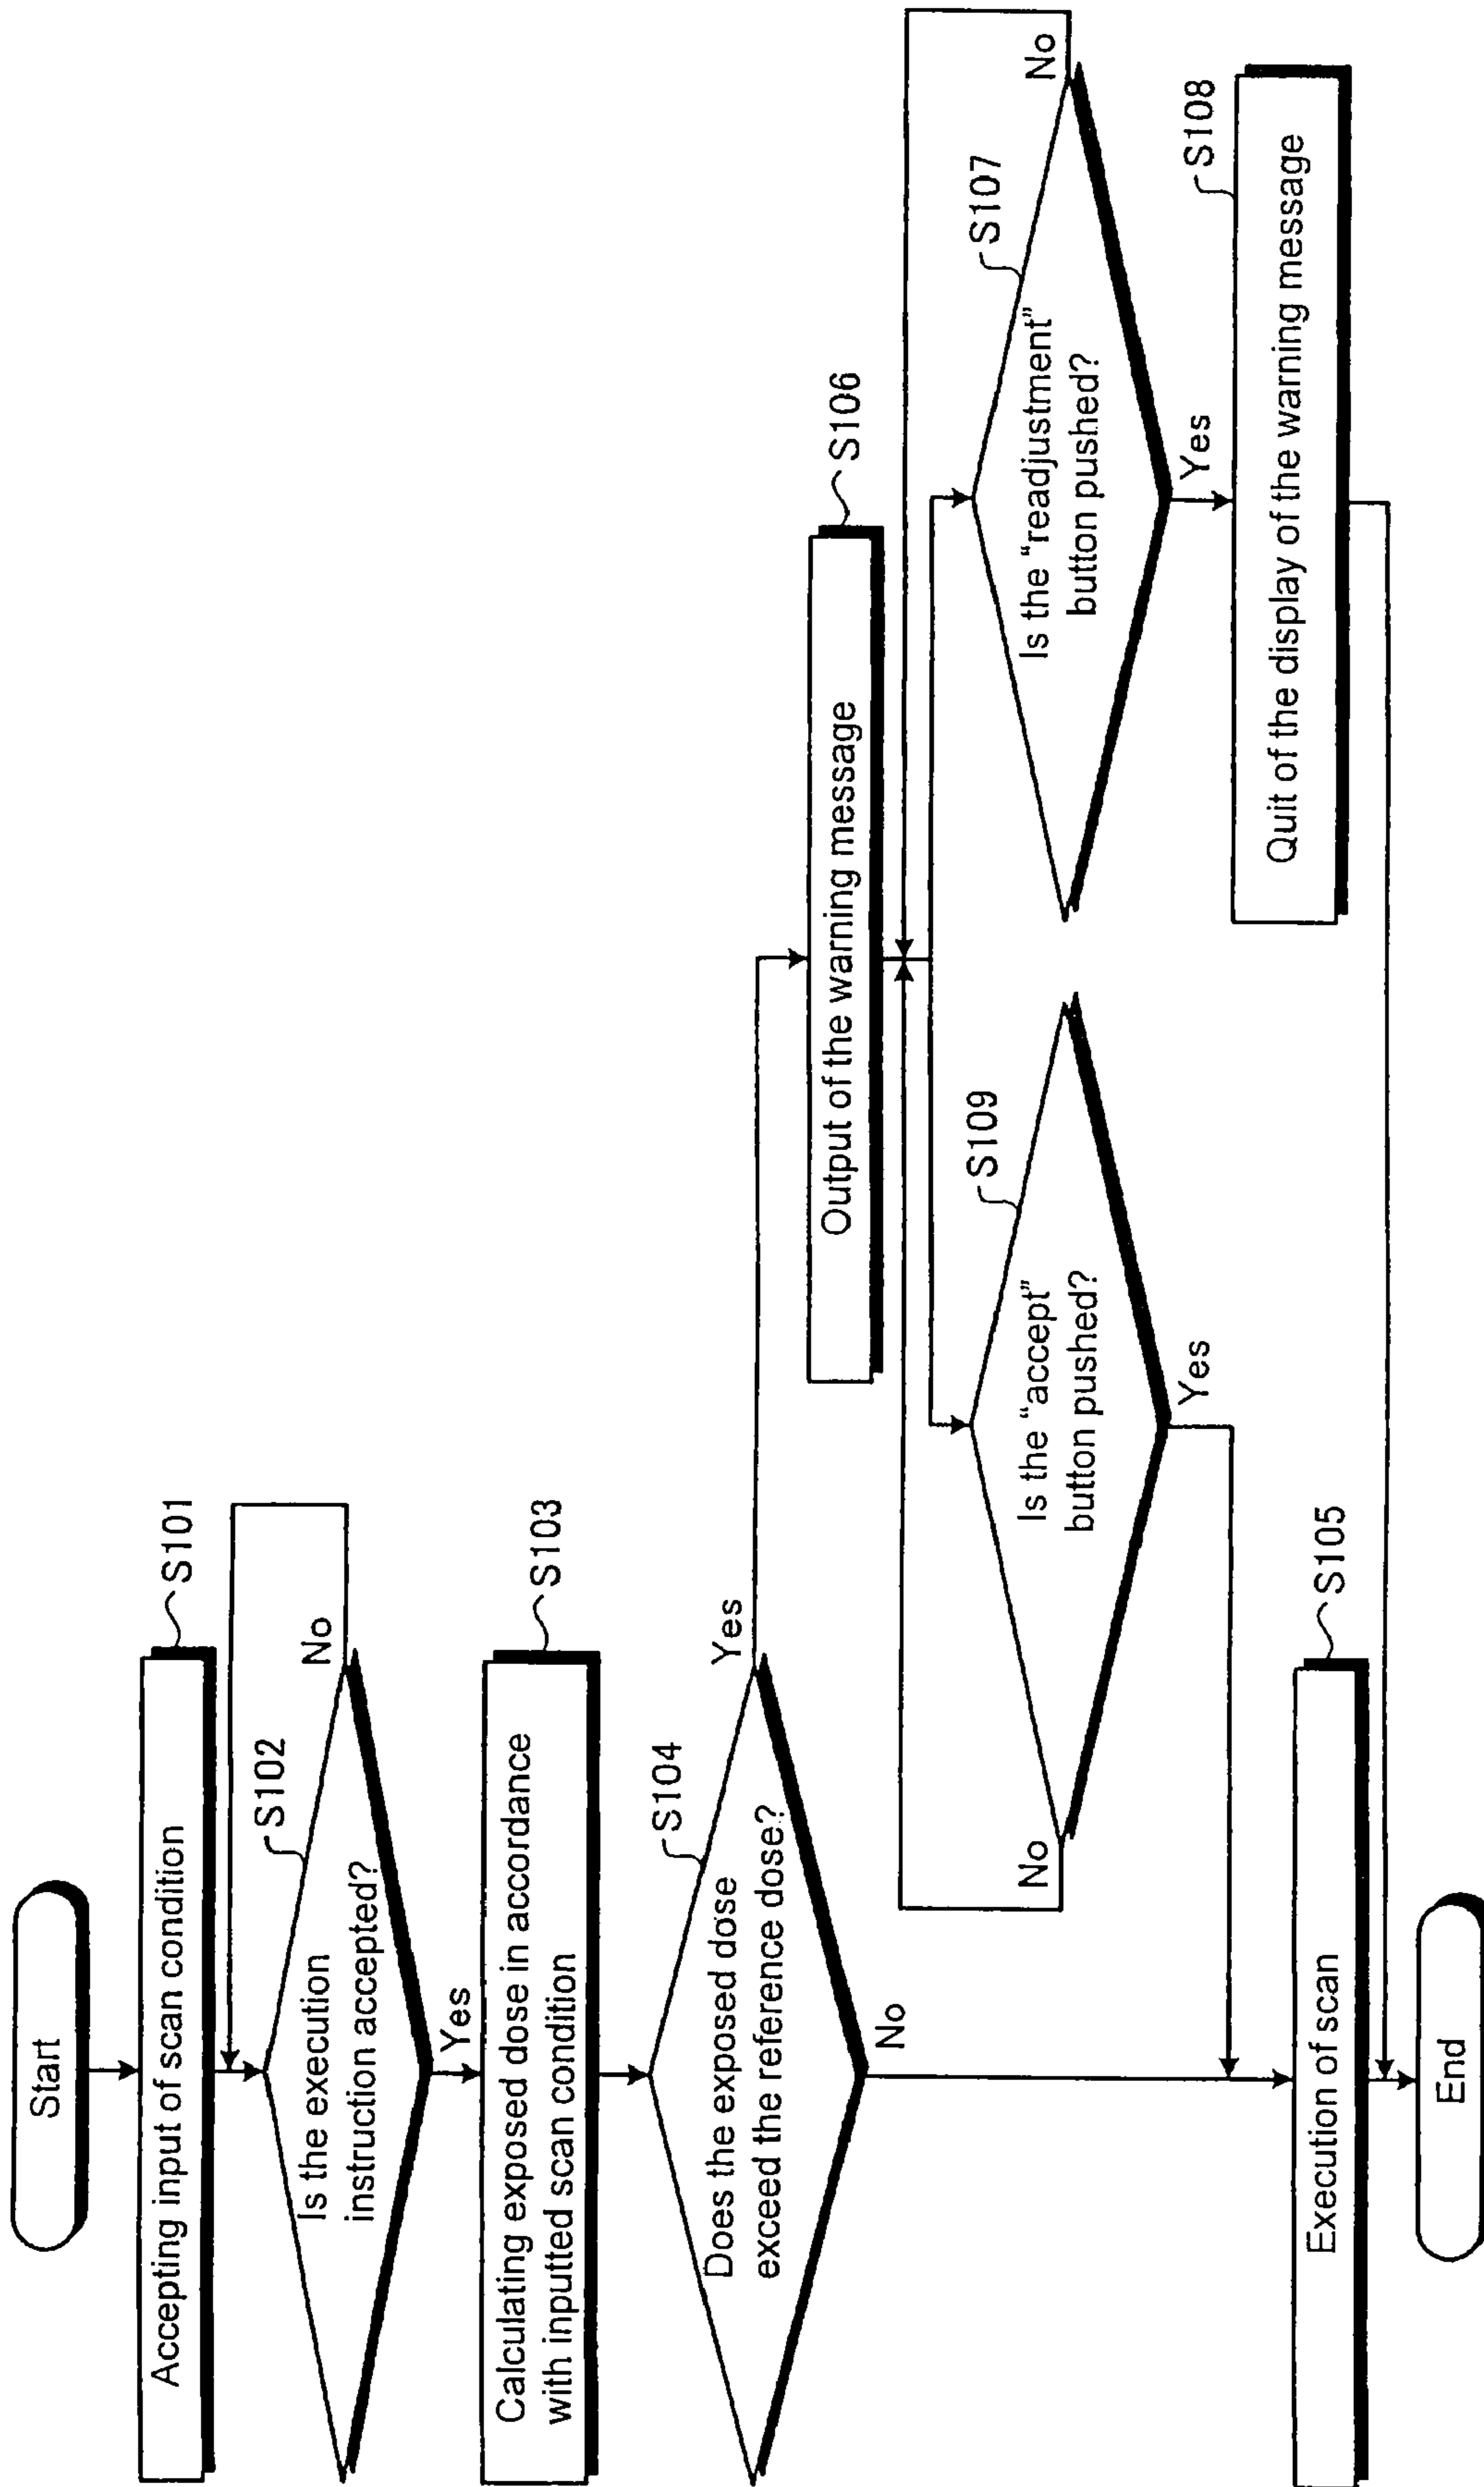 Start
Accepting input of scan condition
S101
Is the execution
instruction accepted?
S102
No
Yes
Calculating exposed dose in accordance
with inputted scan condition
S103
Does the exposed dose
exceed the reference dose?
S104
Yes
No
Output of the warning message
S106
Is the "accept"
button pushed?
S109
No
Yes
Is the “readjustment”
button pushed?
S107
No
Yes
Quit of the display of the warning message
S108
Execution of scan
S105
End